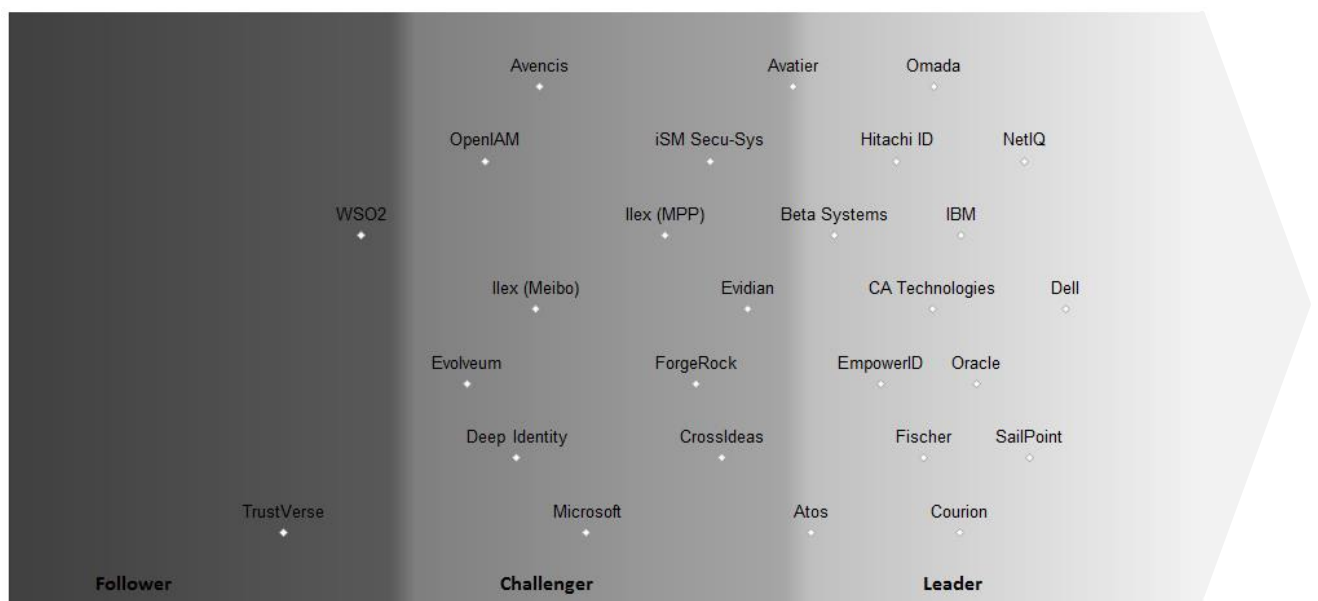 Avencis Avatier Omada
OpenIAM iSM Secu-Sys Hitachi ID NetIQ
WSO2 Ilex (MPP) Beta Systems IBM
Ilex (Meibo) Evidian CA Technologies Dell
Evolveum ForgeRock EmpowerID Oracle
Deep Identity CrossIdeas Fischer SailPoint
TrustVerse Microsoft Atos Courion
Follower Challenger Leader